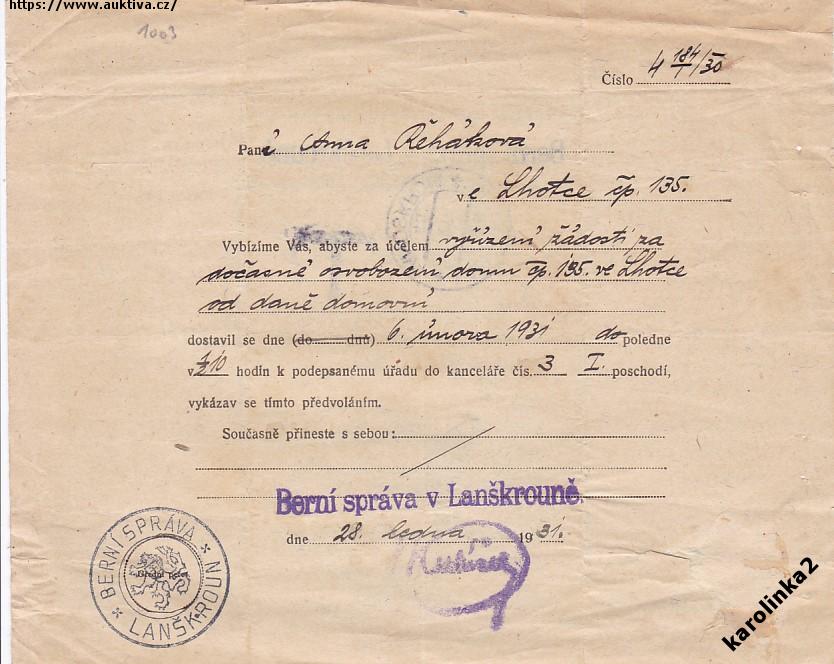 https://www.auktiva.cz/
1003
Číslo 4 184/I/30
Paní Anna Řeháková
ve Lhotce čp. 135.
Vybízíme Vás, abyste za účelem vyřízení žádosti za
dočasné osvobození domu čp. 135. ve Lhotce
od daně domovní
dostavil se dne (do dnů) 6. února 1931 do poledne
v 1/2 10 hodin k podepsanému úřadu do kanceláře čís. 3 I. poschodí,
vykázav se tímto předvoláním.
Současně přineste s sebou:
Berní správa v Lanškrouně.
dne 28. ledna 1931.
BERNÍ SPRÁVA
* LANŠKROUN *
karolinka2